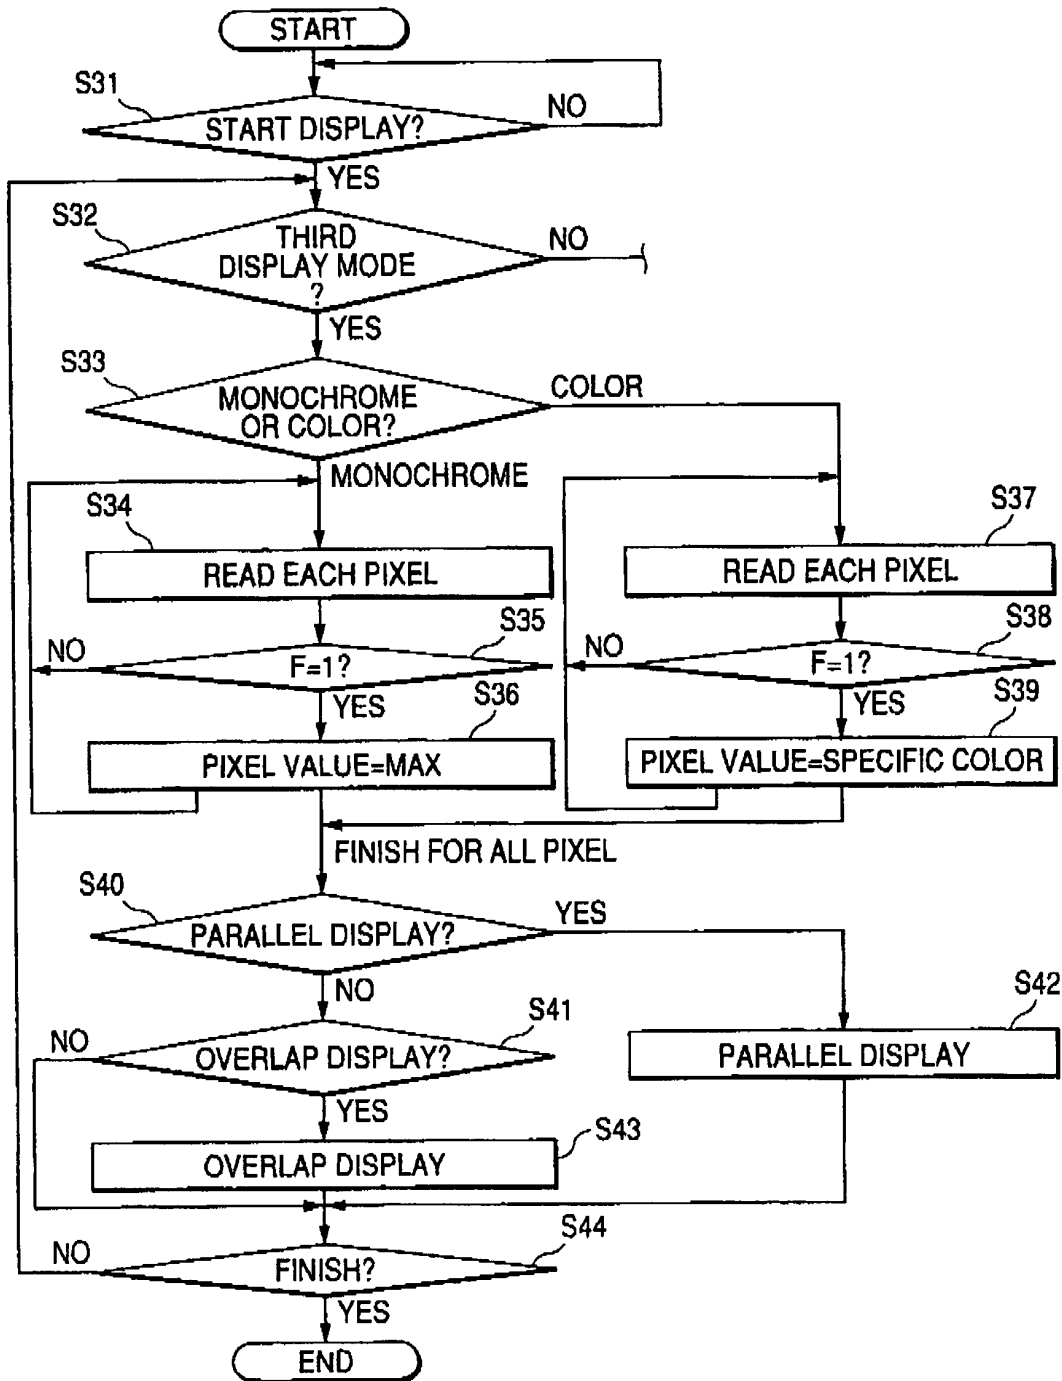 START
S31
START DISPLAY?
NO
YES
S32
THIRD
DISPLAY MODE
?
NO
YES
S33
MONOCHROME
OR COLOR?
COLOR
MONOCHROME
S34
READ EACH PIXEL
S37
READ EACH PIXEL
S35
NO
F=1?
YES
S38
NO
F=1?
YES
S36
PIXEL VALUE=MAX
S39
PIXEL VALUE=SPECIFIC COLOR
FINISH FOR ALL PIXEL
S40
PARALLEL DISPLAY?
YES
NO
S41
NO
OVERLAP DISPLAY?
YES
S42
PARALLEL DISPLAY
S43
OVERLAP DISPLAY
S44
NO
FINISH?
YES
END